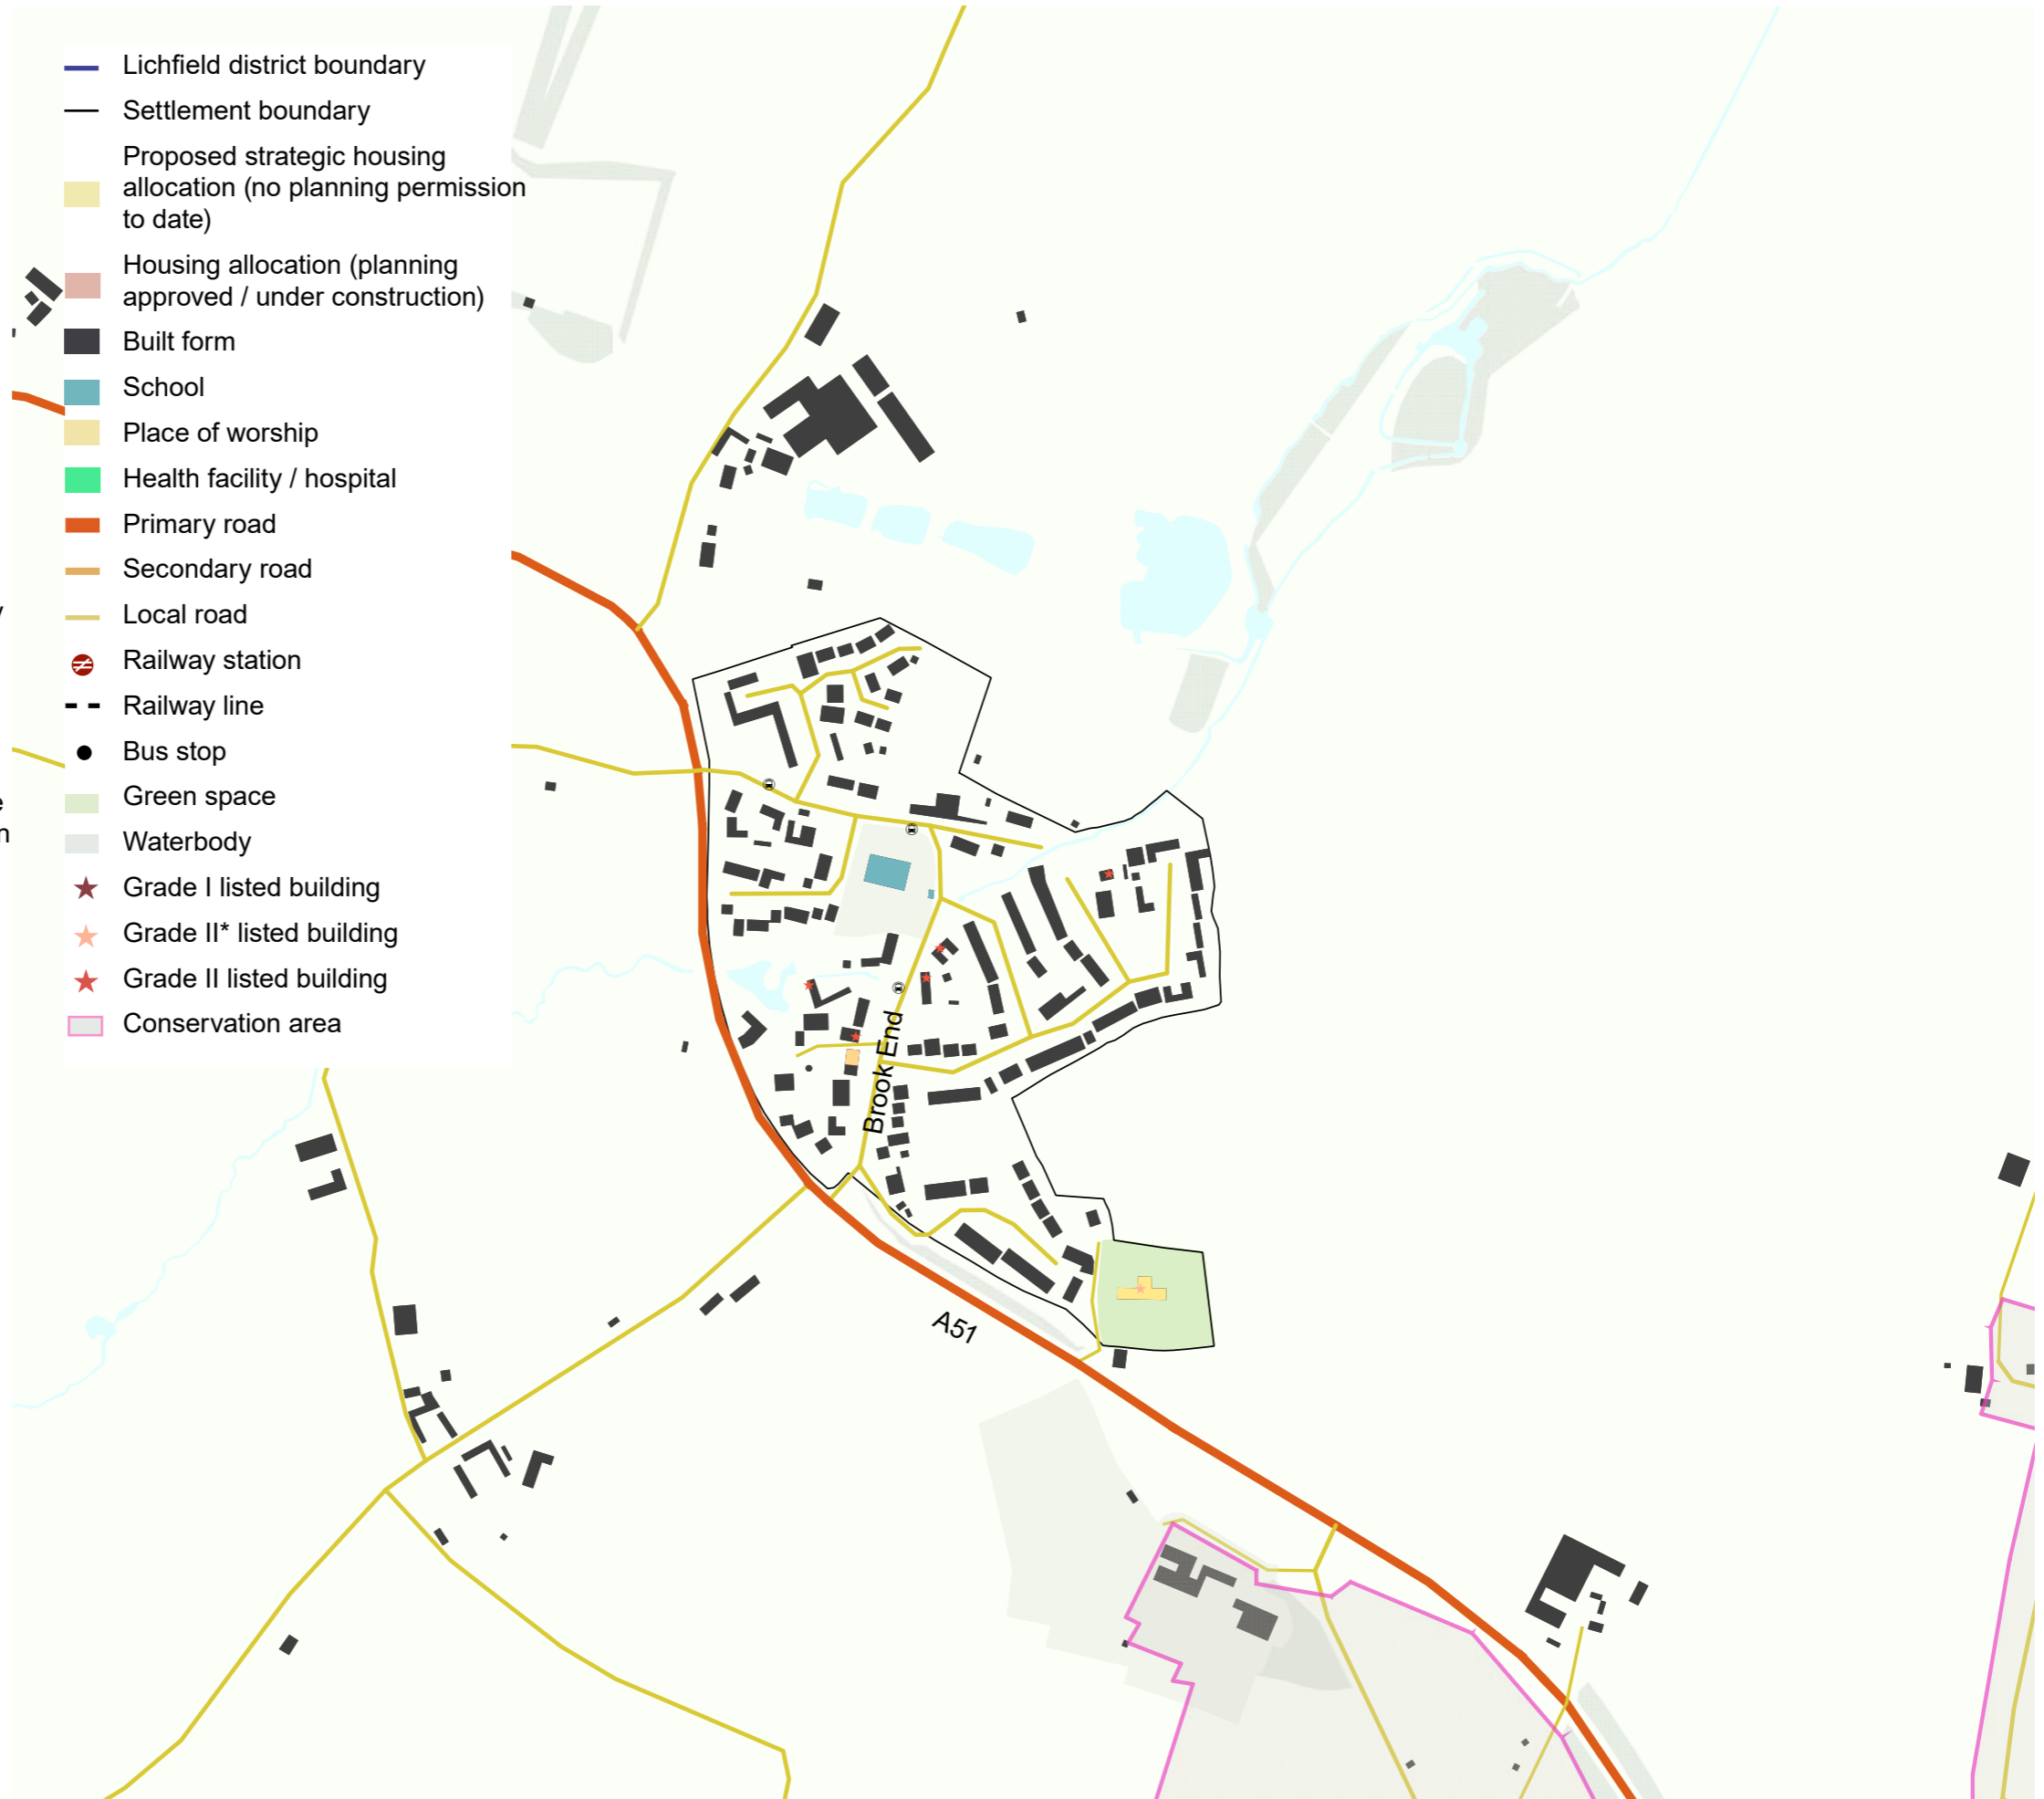 Lichfield district boundary
Settlement boundary
Proposed strategic housing
allocation (no planning permission
to date)
Housing allocation (planning
approved / under construction)
Built form
School
Place of worship
Health facility / hospital
Primary road
Secondary road
Local road
Railway station
Railway line
Bus stop
Green space
Waterbody
Grade I listed building
Grade II* listed building
Grade II listed building
Conservation area
Brook End
A51